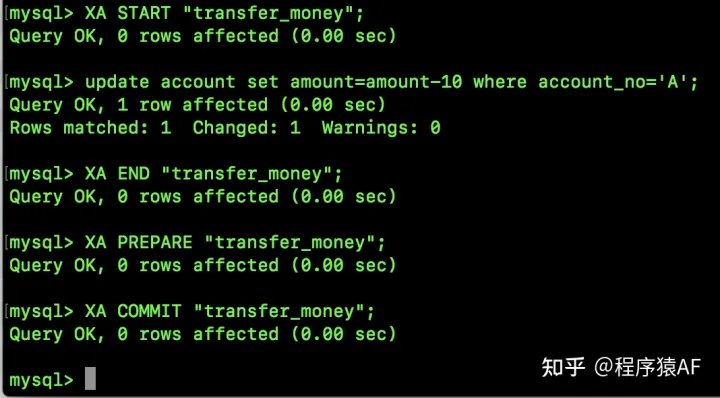 [mysql> XA START "transfer_money";
Query OK, 0 rows affected (0.00 sec)
[mysql> update account set amount=amount-10 where account_no='A';
Query OK, 1 row affected (0.00 sec)
Rows matched: 1  Changed: 1  Warnings: 0
[mysql> XA END "transfer_money";
Query OK, 0 rows affected (0.00 sec)
[mysql> XA PREPARE "transfer_money";
Query OK, 0 rows affected (0.00 sec)
[mysql> XA COMMIT "transfer_money";
Query OK, 0 rows affected (0.00 sec)
mysql>
知乎 @程序猿AF